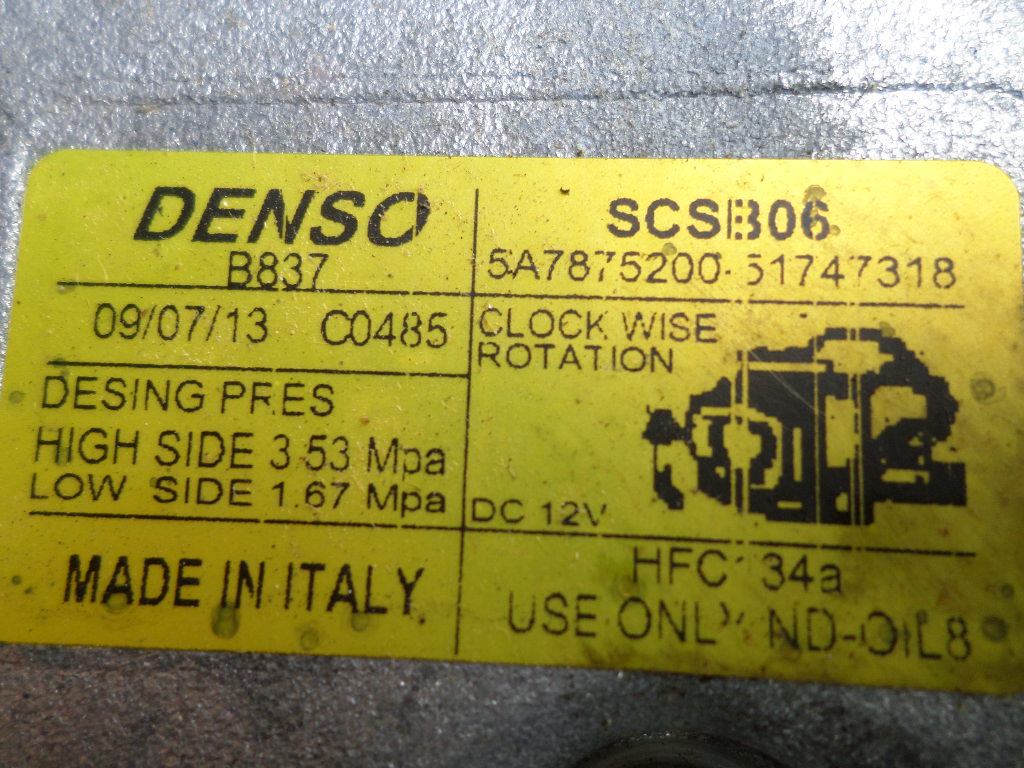 DENSO
B837
09/07/13 C0485
DESING PRES
HIGH SIDE 3.53 Mpa
LOW SIDE 1.67 Mpa
MADE IN ITALY
SCSB06
5A7875200-51747318
CLOCK WISE
ROTATION
DC 12V
HFC134a
USE ONLY ND-OIL8